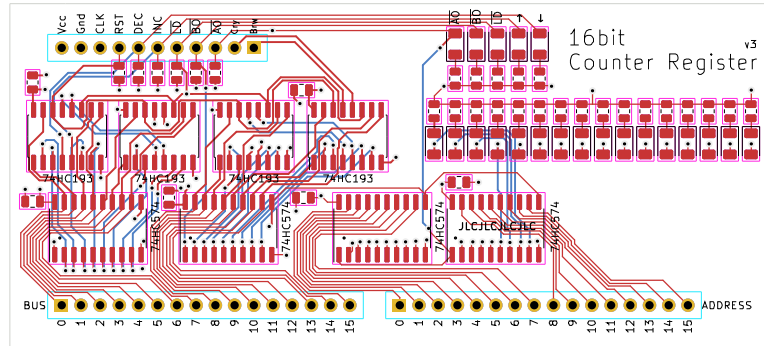 Vcc Gnd CLK RST DEC INC LD BO AO Cry Brw
AO BO LD ↑ ↓
16bit v3
Counter Register
74HC193 74HC193 74HC193 74HC193
74HC574 74HC574 74HC574 74HC574
JLCJLCJLCJLC
BUS ADDRESS
0 1 2 3 4 5 6 7 8 9 10 11 12 13 14 15 0 1 2 3 4 5 6 7 8 9 10 11 12 13 14 15